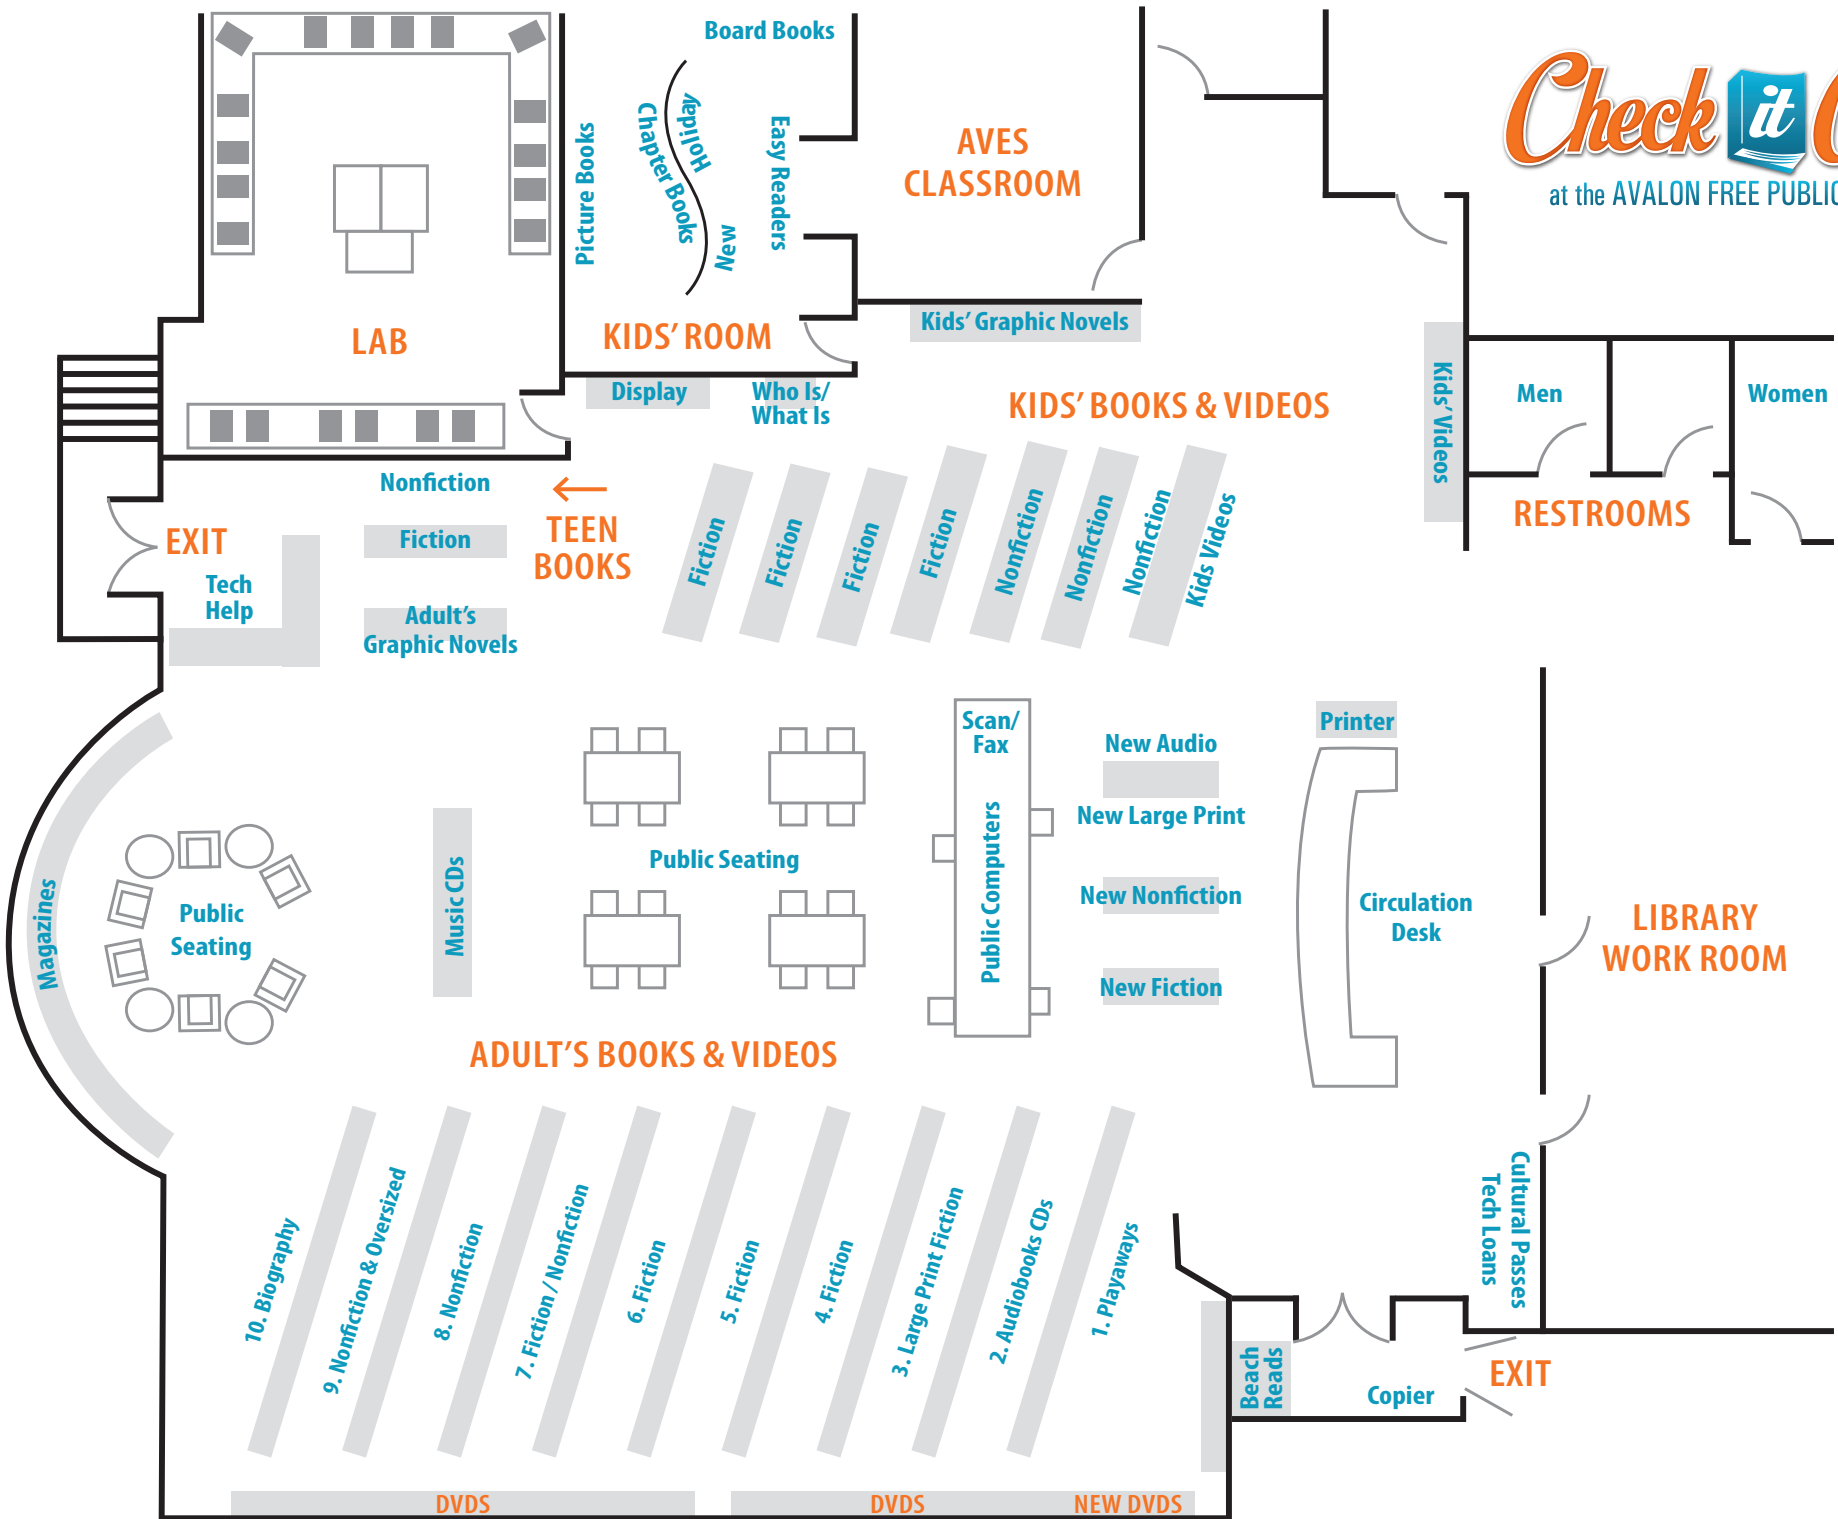 Board Books
Check it
at the AVALON FREE PUBLIC
Picture Books
Chapter Books
Holiday
New
Easy Readers
AVES
CLASSROOM
LAB
KIDS' ROOM
Kids' Graphic Novels
Display
Who Is/
What Is
KIDS' BOOKS & VIDEOS
Kids' Videos
Men
Women
RESTROOMS
Nonfiction
TEEN
BOOKS
EXIT
Fiction
Tech
Help
Adult's
Graphic Novels
Fiction
Fiction
Fiction
Fiction
Nonfiction
Nonfiction
Nonfiction
Kids Videos
Scan/
Fax
Public Computers
New Audio
New Large Print
New Nonfiction
New Fiction
Printer
Circulation
Desk
LIBRARY
WORK ROOM
Magazines
Public
Seating
Music CDs
Public Seating
ADULT'S BOOKS & VIDEOS
10. Biography
9. Nonfiction & Oversized
8. Nonfiction
7. Fiction / Nonfiction
6. Fiction
5. Fiction
4. Fiction
3. Large Print Fiction
2. Audiobooks CDs
1. Playaways
Cultural Passes
Tech Loans
Beach
Reads
Copier
EXIT
DVDS
DVDS
NEW DVDS